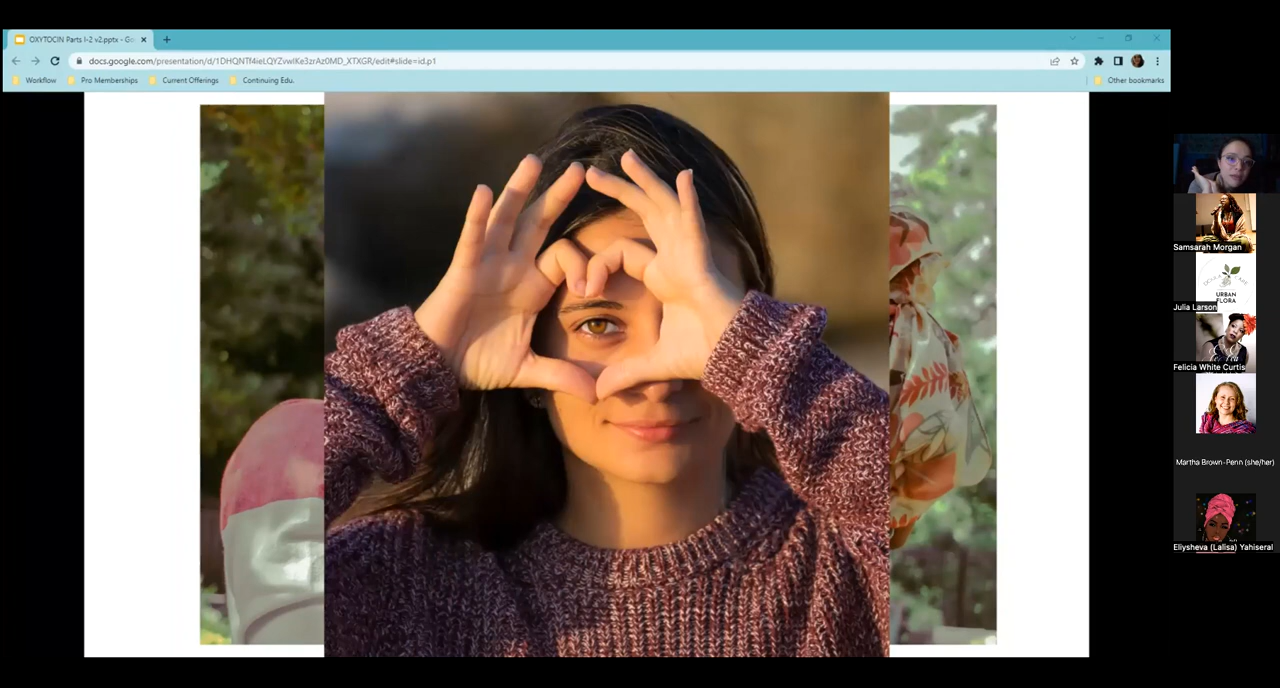 OXYTOCIN Parts I-2 v2.pptx - Go
docs.google.com/presentation/d/1DHQNTf4ieLQYZvwIKe3zrAz0MD_XTXGR/edit#slide=id.p1
Workflow
Pro Memberships
Current Offerings
Continuing Edu.
Other bookmarks
Samsarah Morgan
URBAN
FLORA
Julia Larson
Felicia White Curtis
Martha Brown-Penn (she/her)
Eliysheva (Lalisa) Yahiseral